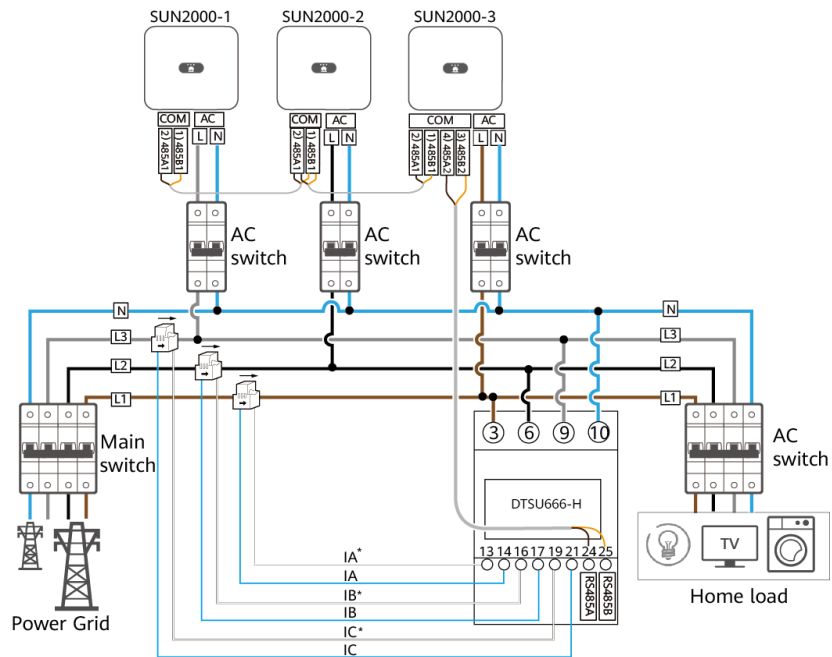 SUN2000-1
SUN2000-2
SUN2000-3
COM
AC
COM
AC
COM
AC
2) 485A1
1) 485B1
L
N
2) 485A1
1) 485B1
L
N
2) 485A1
1) 485B1
4) 485A2
3) 485B2
L
N
AC
switch
AC
switch
AC
switch
N
N
L3
L3
L2
L2
L1
L1
Main
switch
3
6
9
10
AC
switch
DTSU666-H
TV
13
14
16
17
19
21
24
25
RS485A
RS485B
IA*
IA
IB*
IB
IC*
IC
Power Grid
Home load